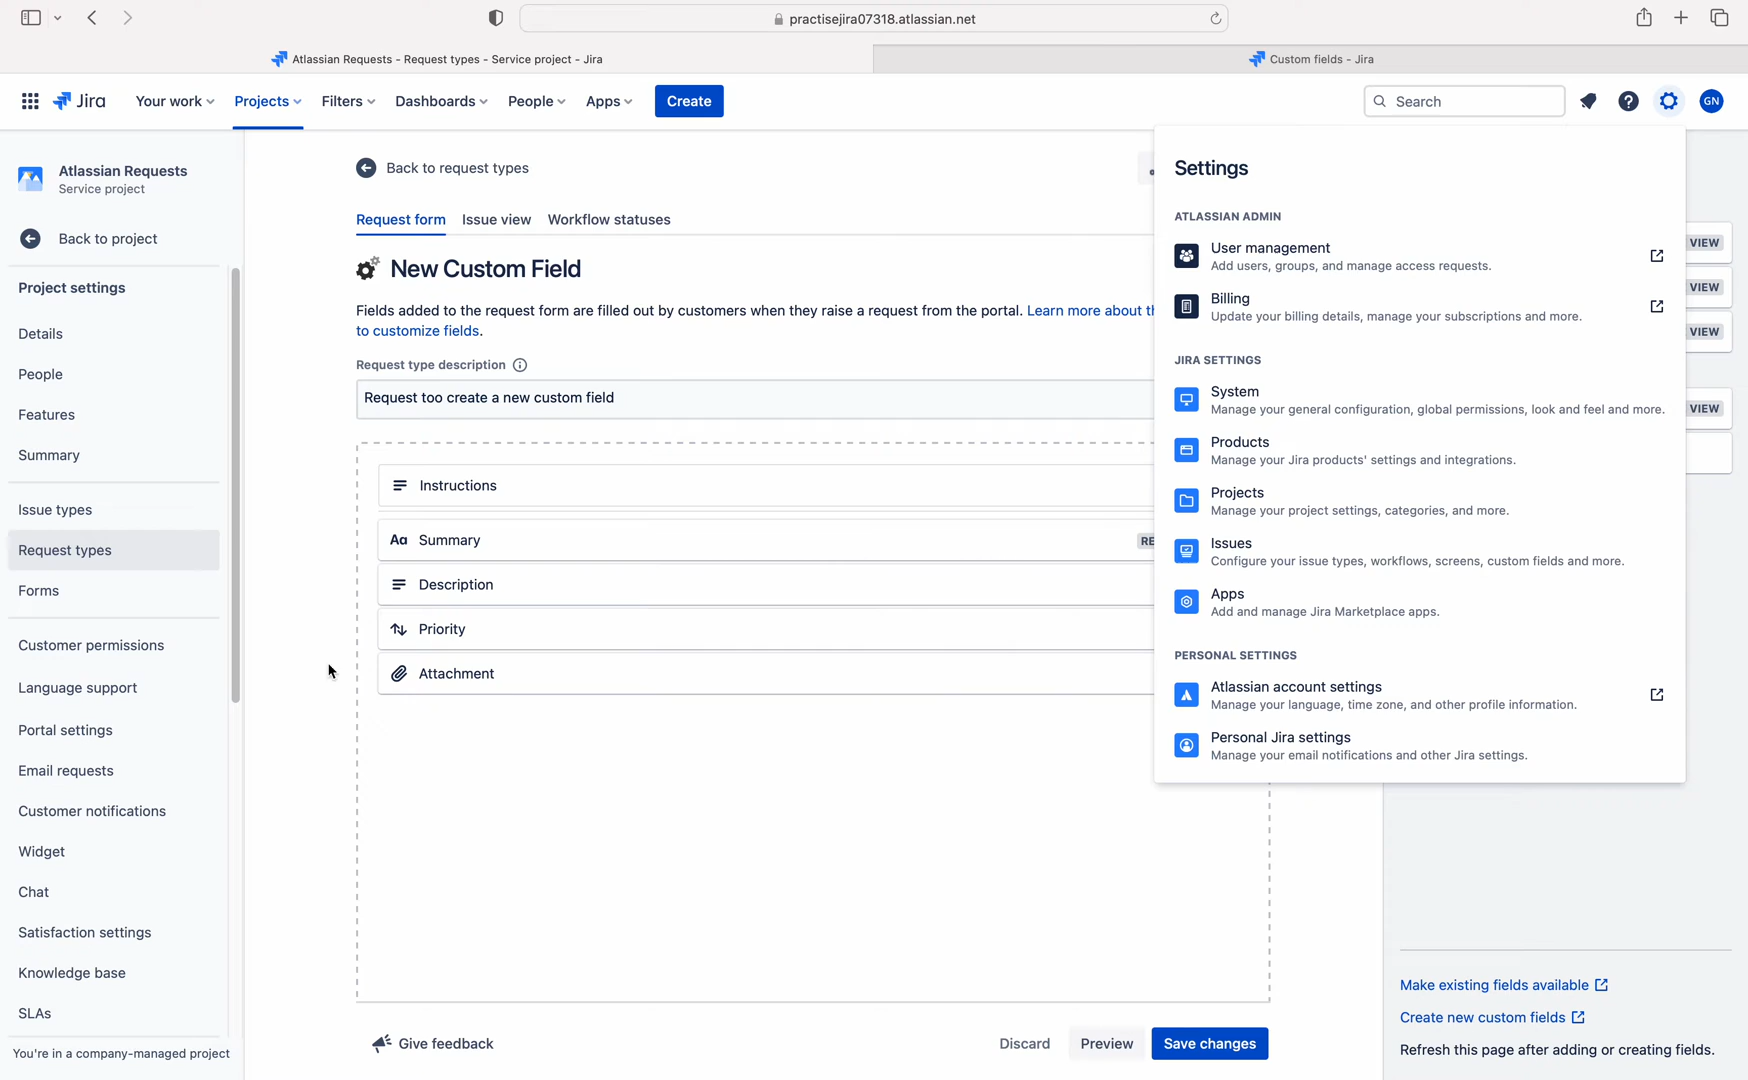 practisejira07318.atlassian.net
Atlassian Requests - Request types - Service project - Jira
Custom fields - Jira
Jira
Your work
Projects
Filters
Dashboards
People
Apps
Create
Search
GN
Atlassian Requests
Service project
Back to project
Project settings
Details
People
Features
Summary
Issue types
Request types
Forms
Customer permissions
Language support
Portal settings
Email requests
Customer notifications
Widget
Chat
Satisfaction settings
Knowledge base
SLAs
You're in a company-managed project
Back to request types
Request form
Issue view
Workflow statuses
New Custom Field
Fields added to the request form are filled out by customers when they raise a request from the portal. Learn more about
to customize fields.
Request type description
Request too create a new custom field
Instructions
Aa Summary
RE
Description
Priority
Attachment
Give feedback
Discard
Preview
Save changes
Settings
ATLASSIAN ADMIN
User management
Add users, groups, and manage access requests.
Billing
Update your billing details, manage your subscriptions and more.
JIRA SETTINGS
System
Manage your general configuration, global permissions, look and feel and more.
Products
Manage your Jira products' settings and integrations.
Projects
Manage your project settings, categories, and more.
Issues
Configure your issue types, workflows, screens, custom fields and more.
Apps
Add and manage Jira Marketplace apps.
PERSONAL SETTINGS
Atlassian account settings
Manage your language, time zone, and other profile information.
Personal Jira settings
Manage your email notifications and other Jira settings.
VIEW
VIEW
VIEW
VIEW
Make existing fields available
Create new custom fields
Refresh this page after adding or creating fields.